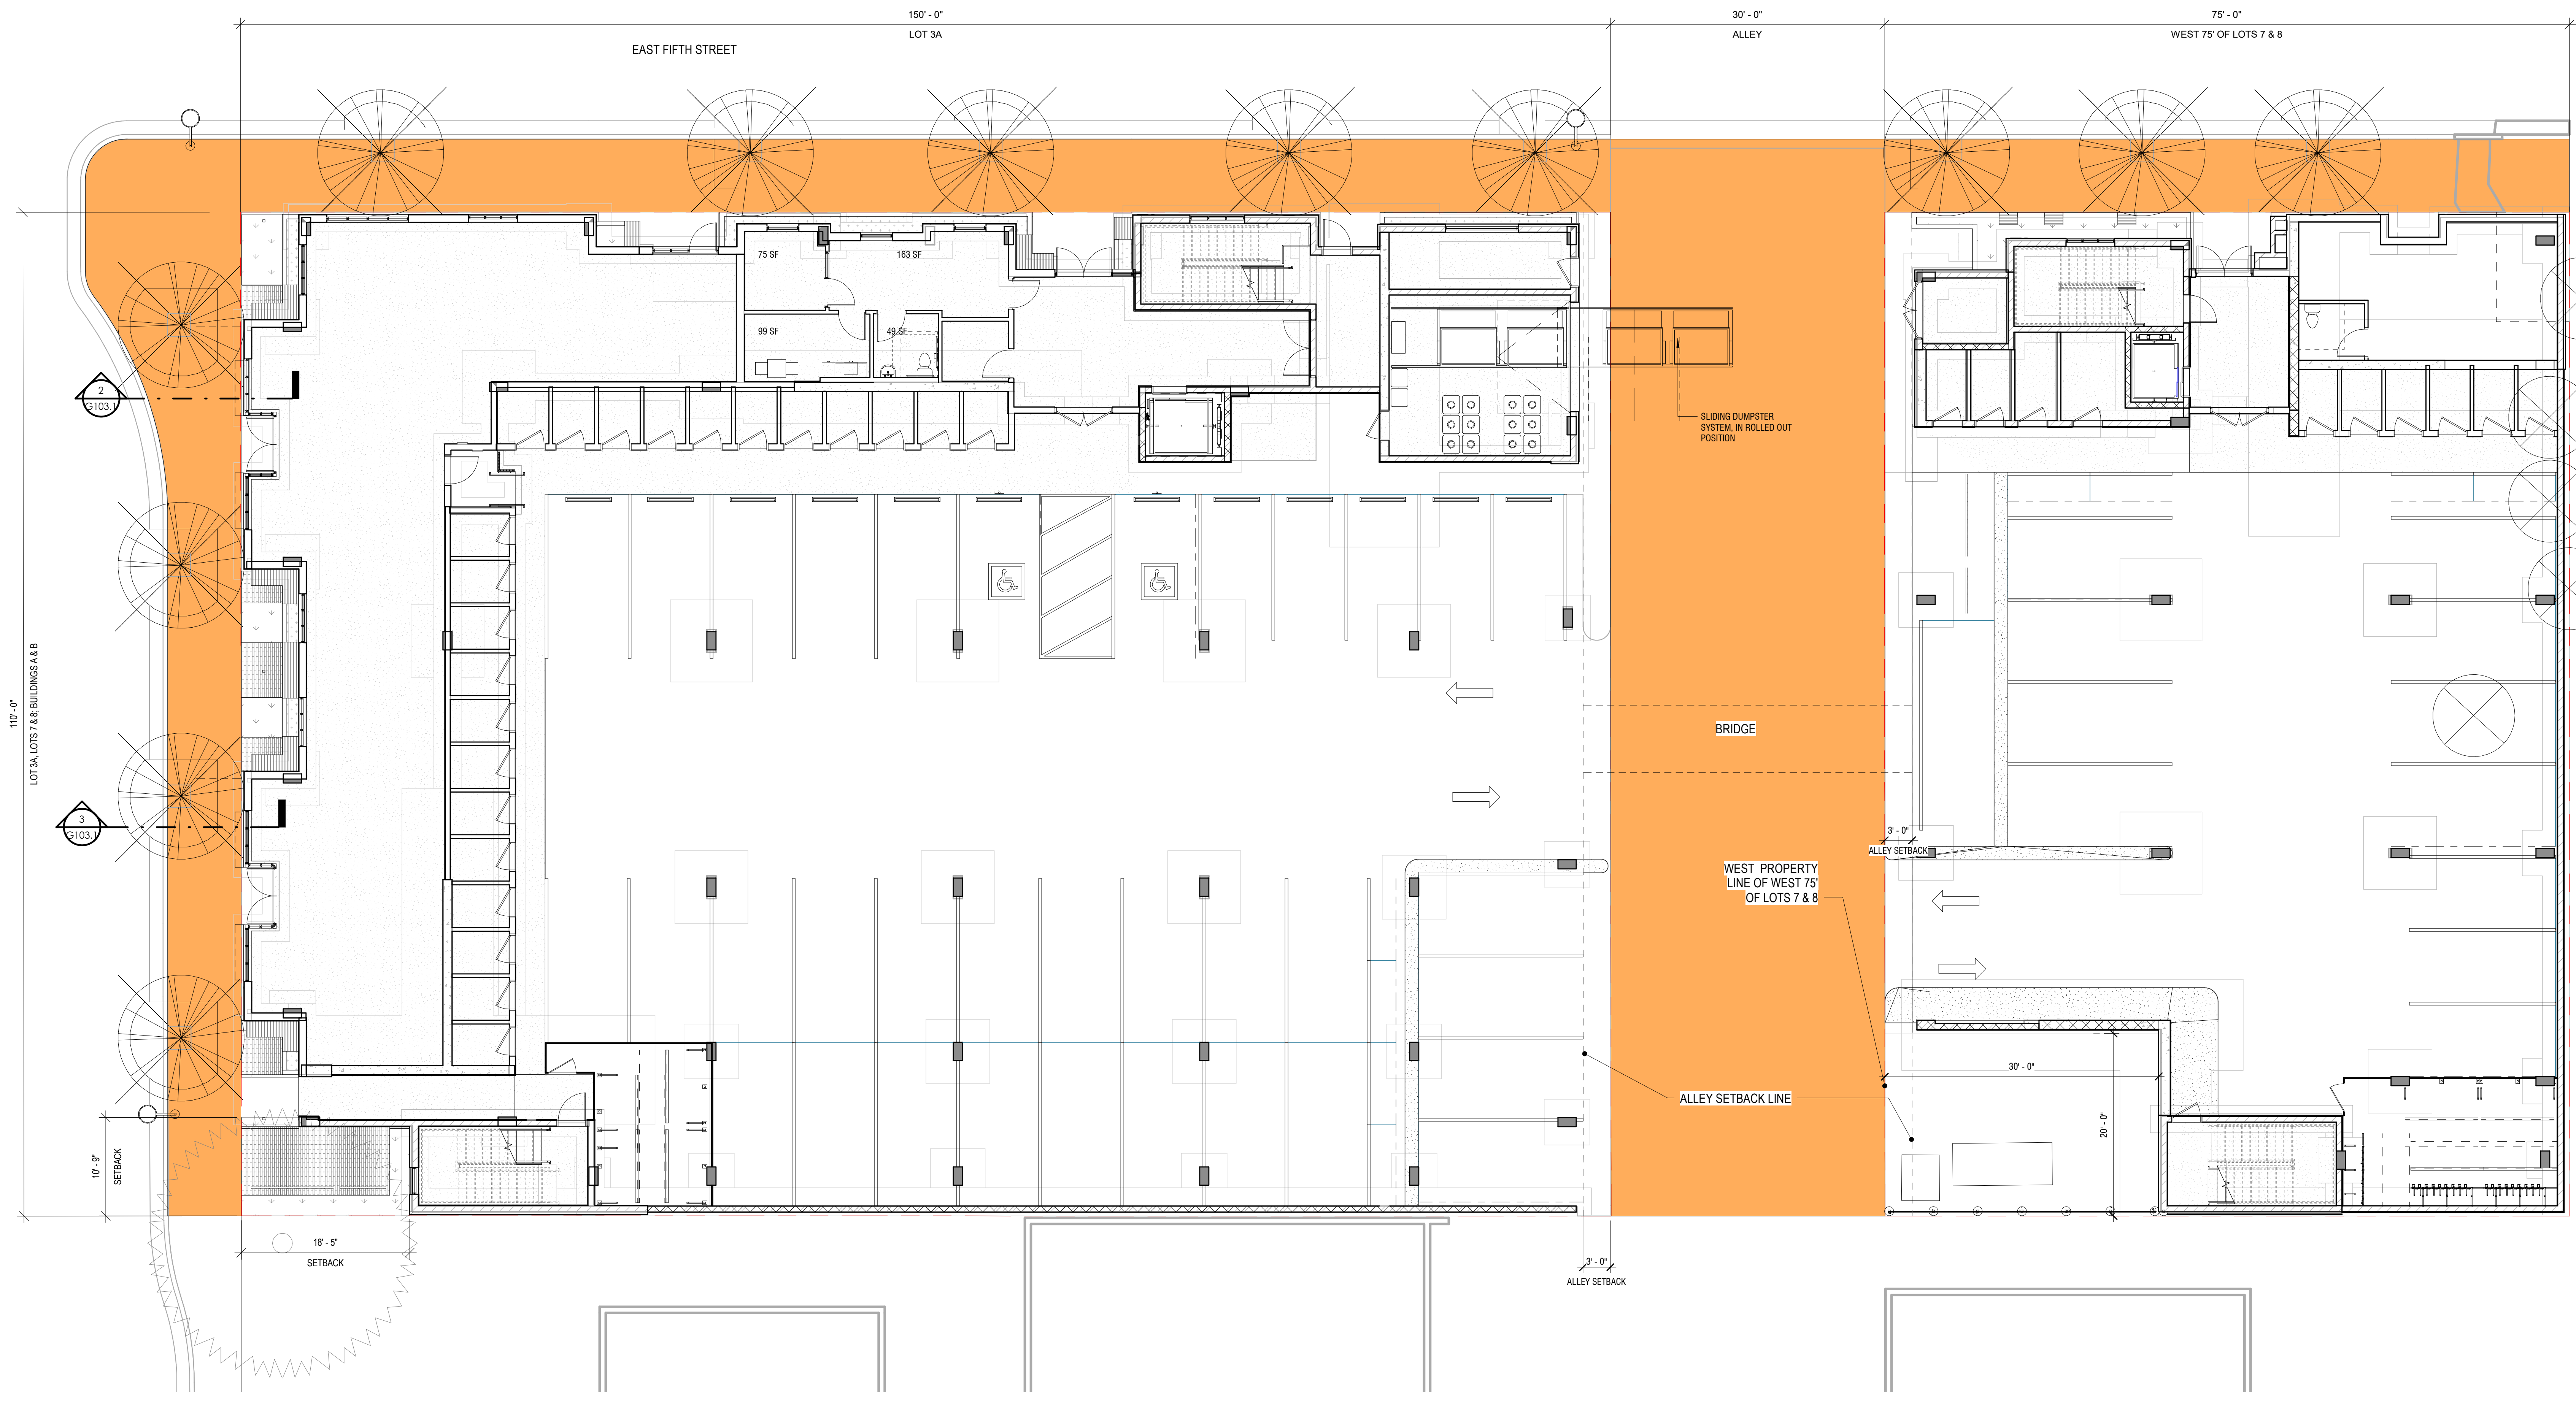 150' - 0"
30' - 0"
75' - 0"
LOT 3A
ALLEY
WEST 75' OF LOTS 7 & 8
EAST FIFTH STREET
75 SF
163 SF
99 SF
49 SF
2
G103.1
SLIDING DUMPSTER
SYSTEM, IN ROLLED OUT
POSITION
110' - 0"
LOT 3A, LOTS 7 & 8; BUILDINGS A & B
BRIDGE
3
G103.1
3' - 0"
ALLEY SETBACK
WEST PROPERTY
LINE OF WEST 75'
OF LOTS 7 & 8
30' - 0"
20' - 0"
ALLEY SETBACK LINE
10' - 9"
SETBACK
18' - 5"
SETBACK
3' - 0"
ALLEY SETBACK